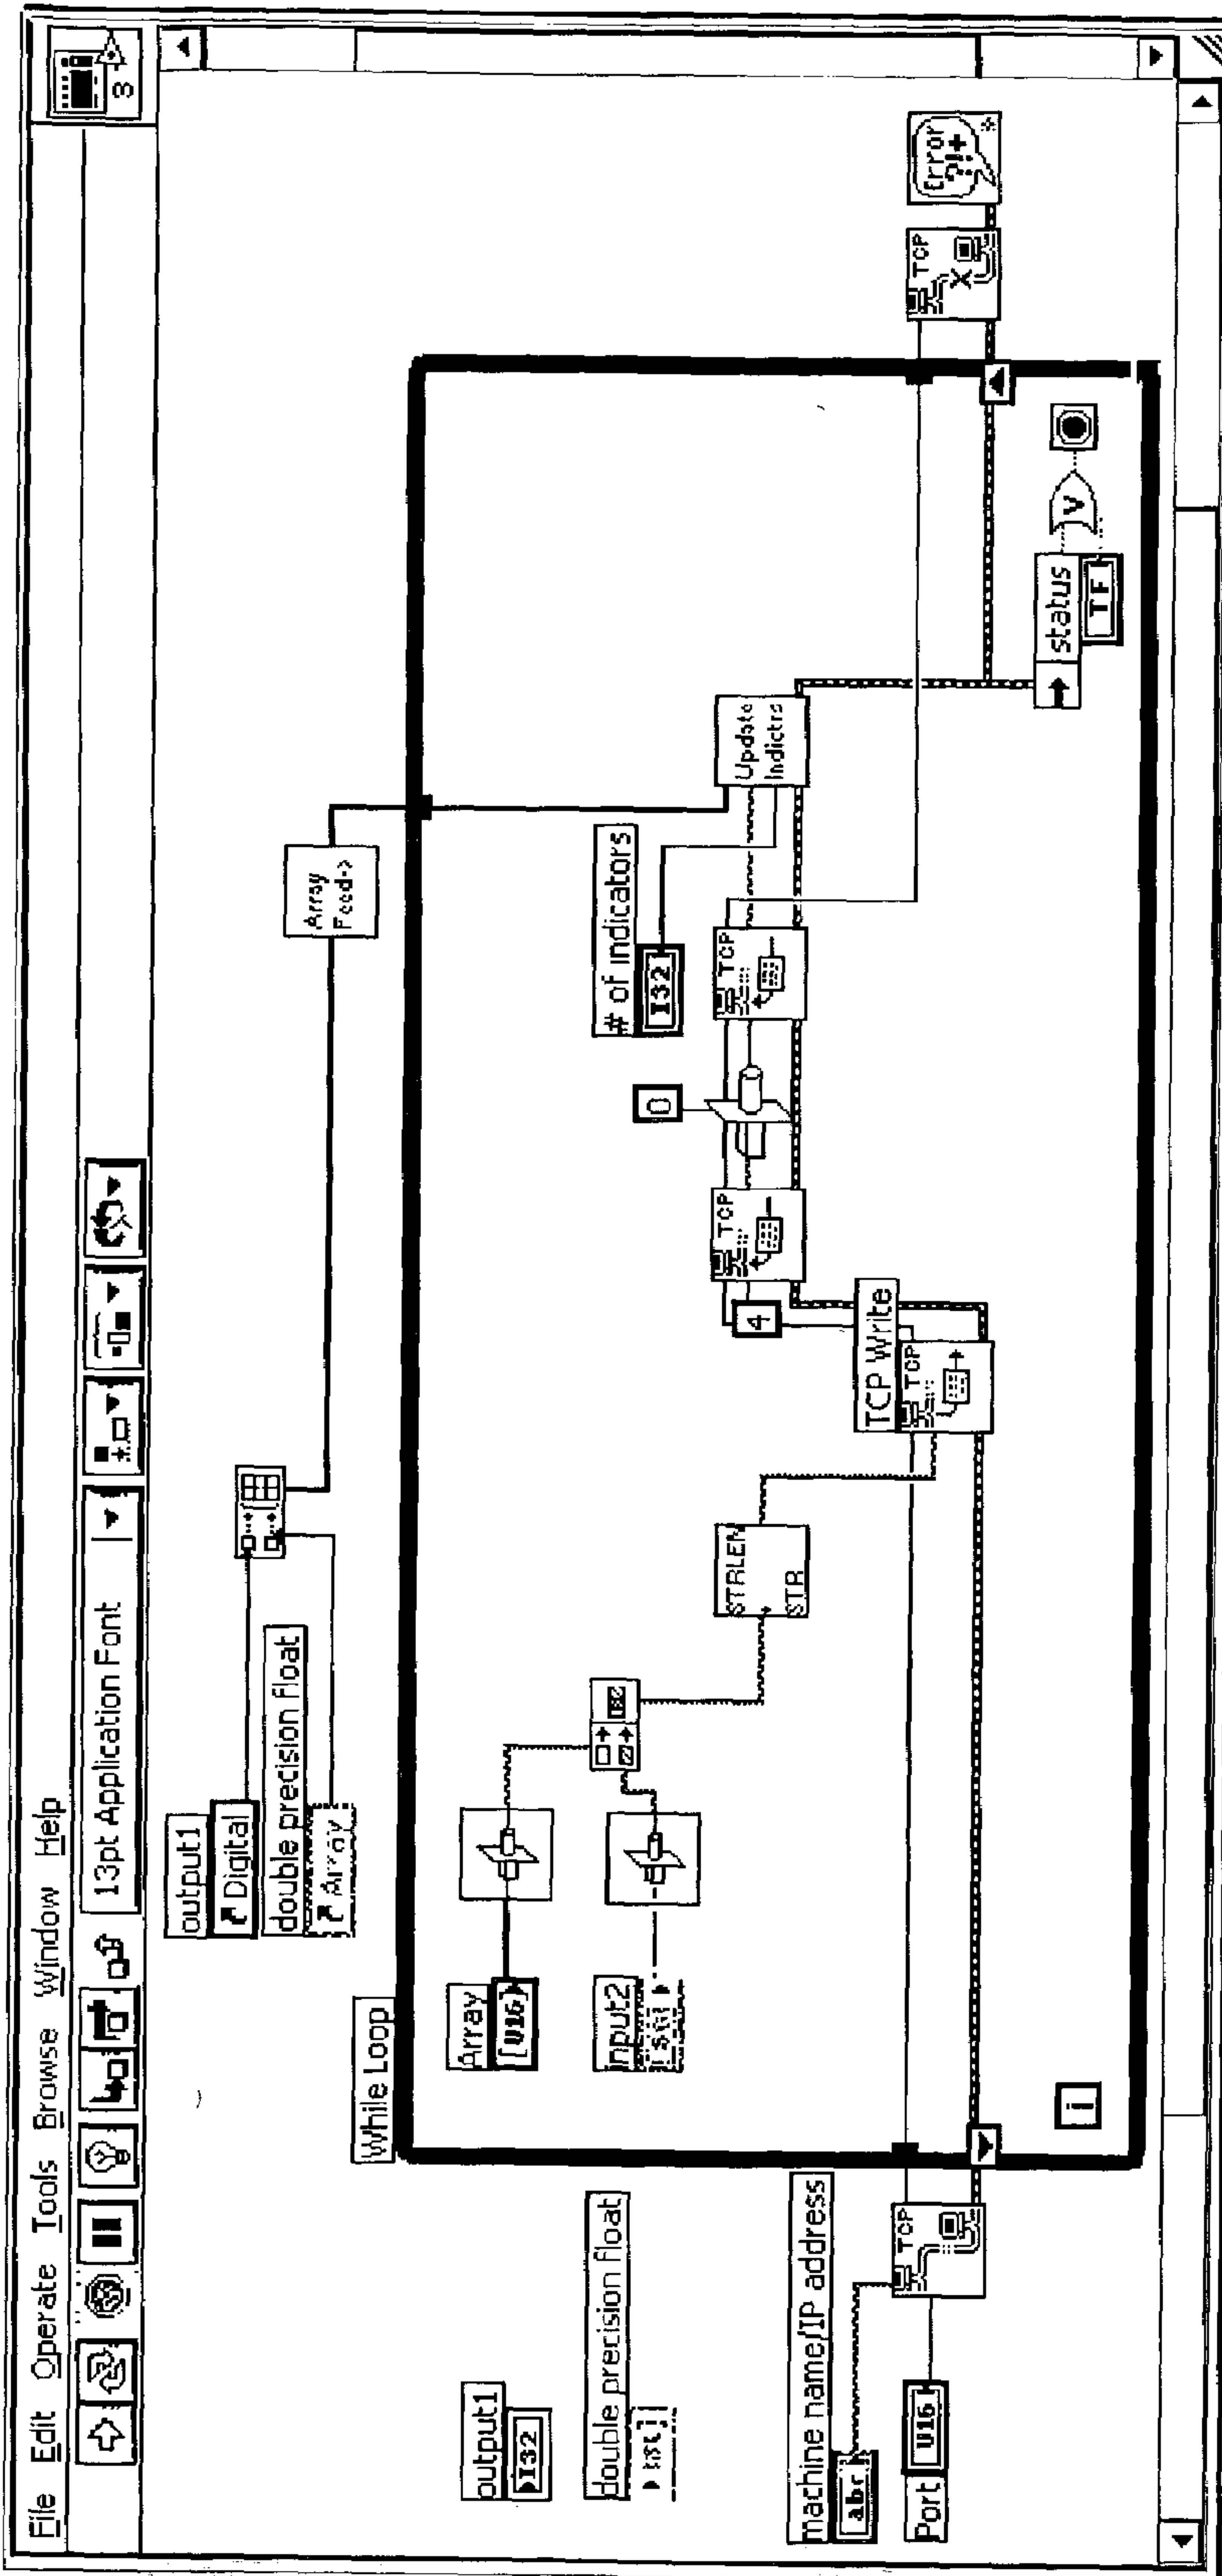 File Edit Operate Tools Browse Window Help
13pt Application Font
3
output1
Digital
double precision float
Array
Array
Feed->
While Loop
Array
[U16]
Input2
STRLEN
STR
output1
I32
double precision float
# of indicators
I32
0
4
TCP
TCP
Update
Indictrs
machine name/IP address
abc
Port
U16
TCP
TCP Write
TCP
TCP
Error
?!+
status
TF
V
i